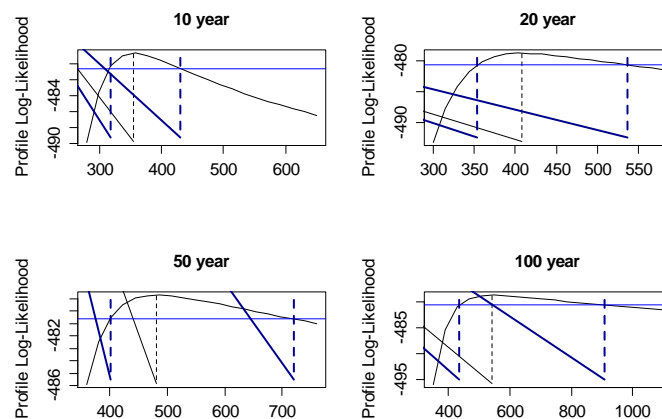 10 year
Profile Log-Likelihood
-484
-490
300 400 500 600
20 year
Profile Log-Likelihood
-480
-490
300 350 400 450 500 550
50 year
Profile Log-Likelihood
-482
-486
400 500 600 700
100 year
Profile Log-Likelihood
-485
-495
400 600 800 1000